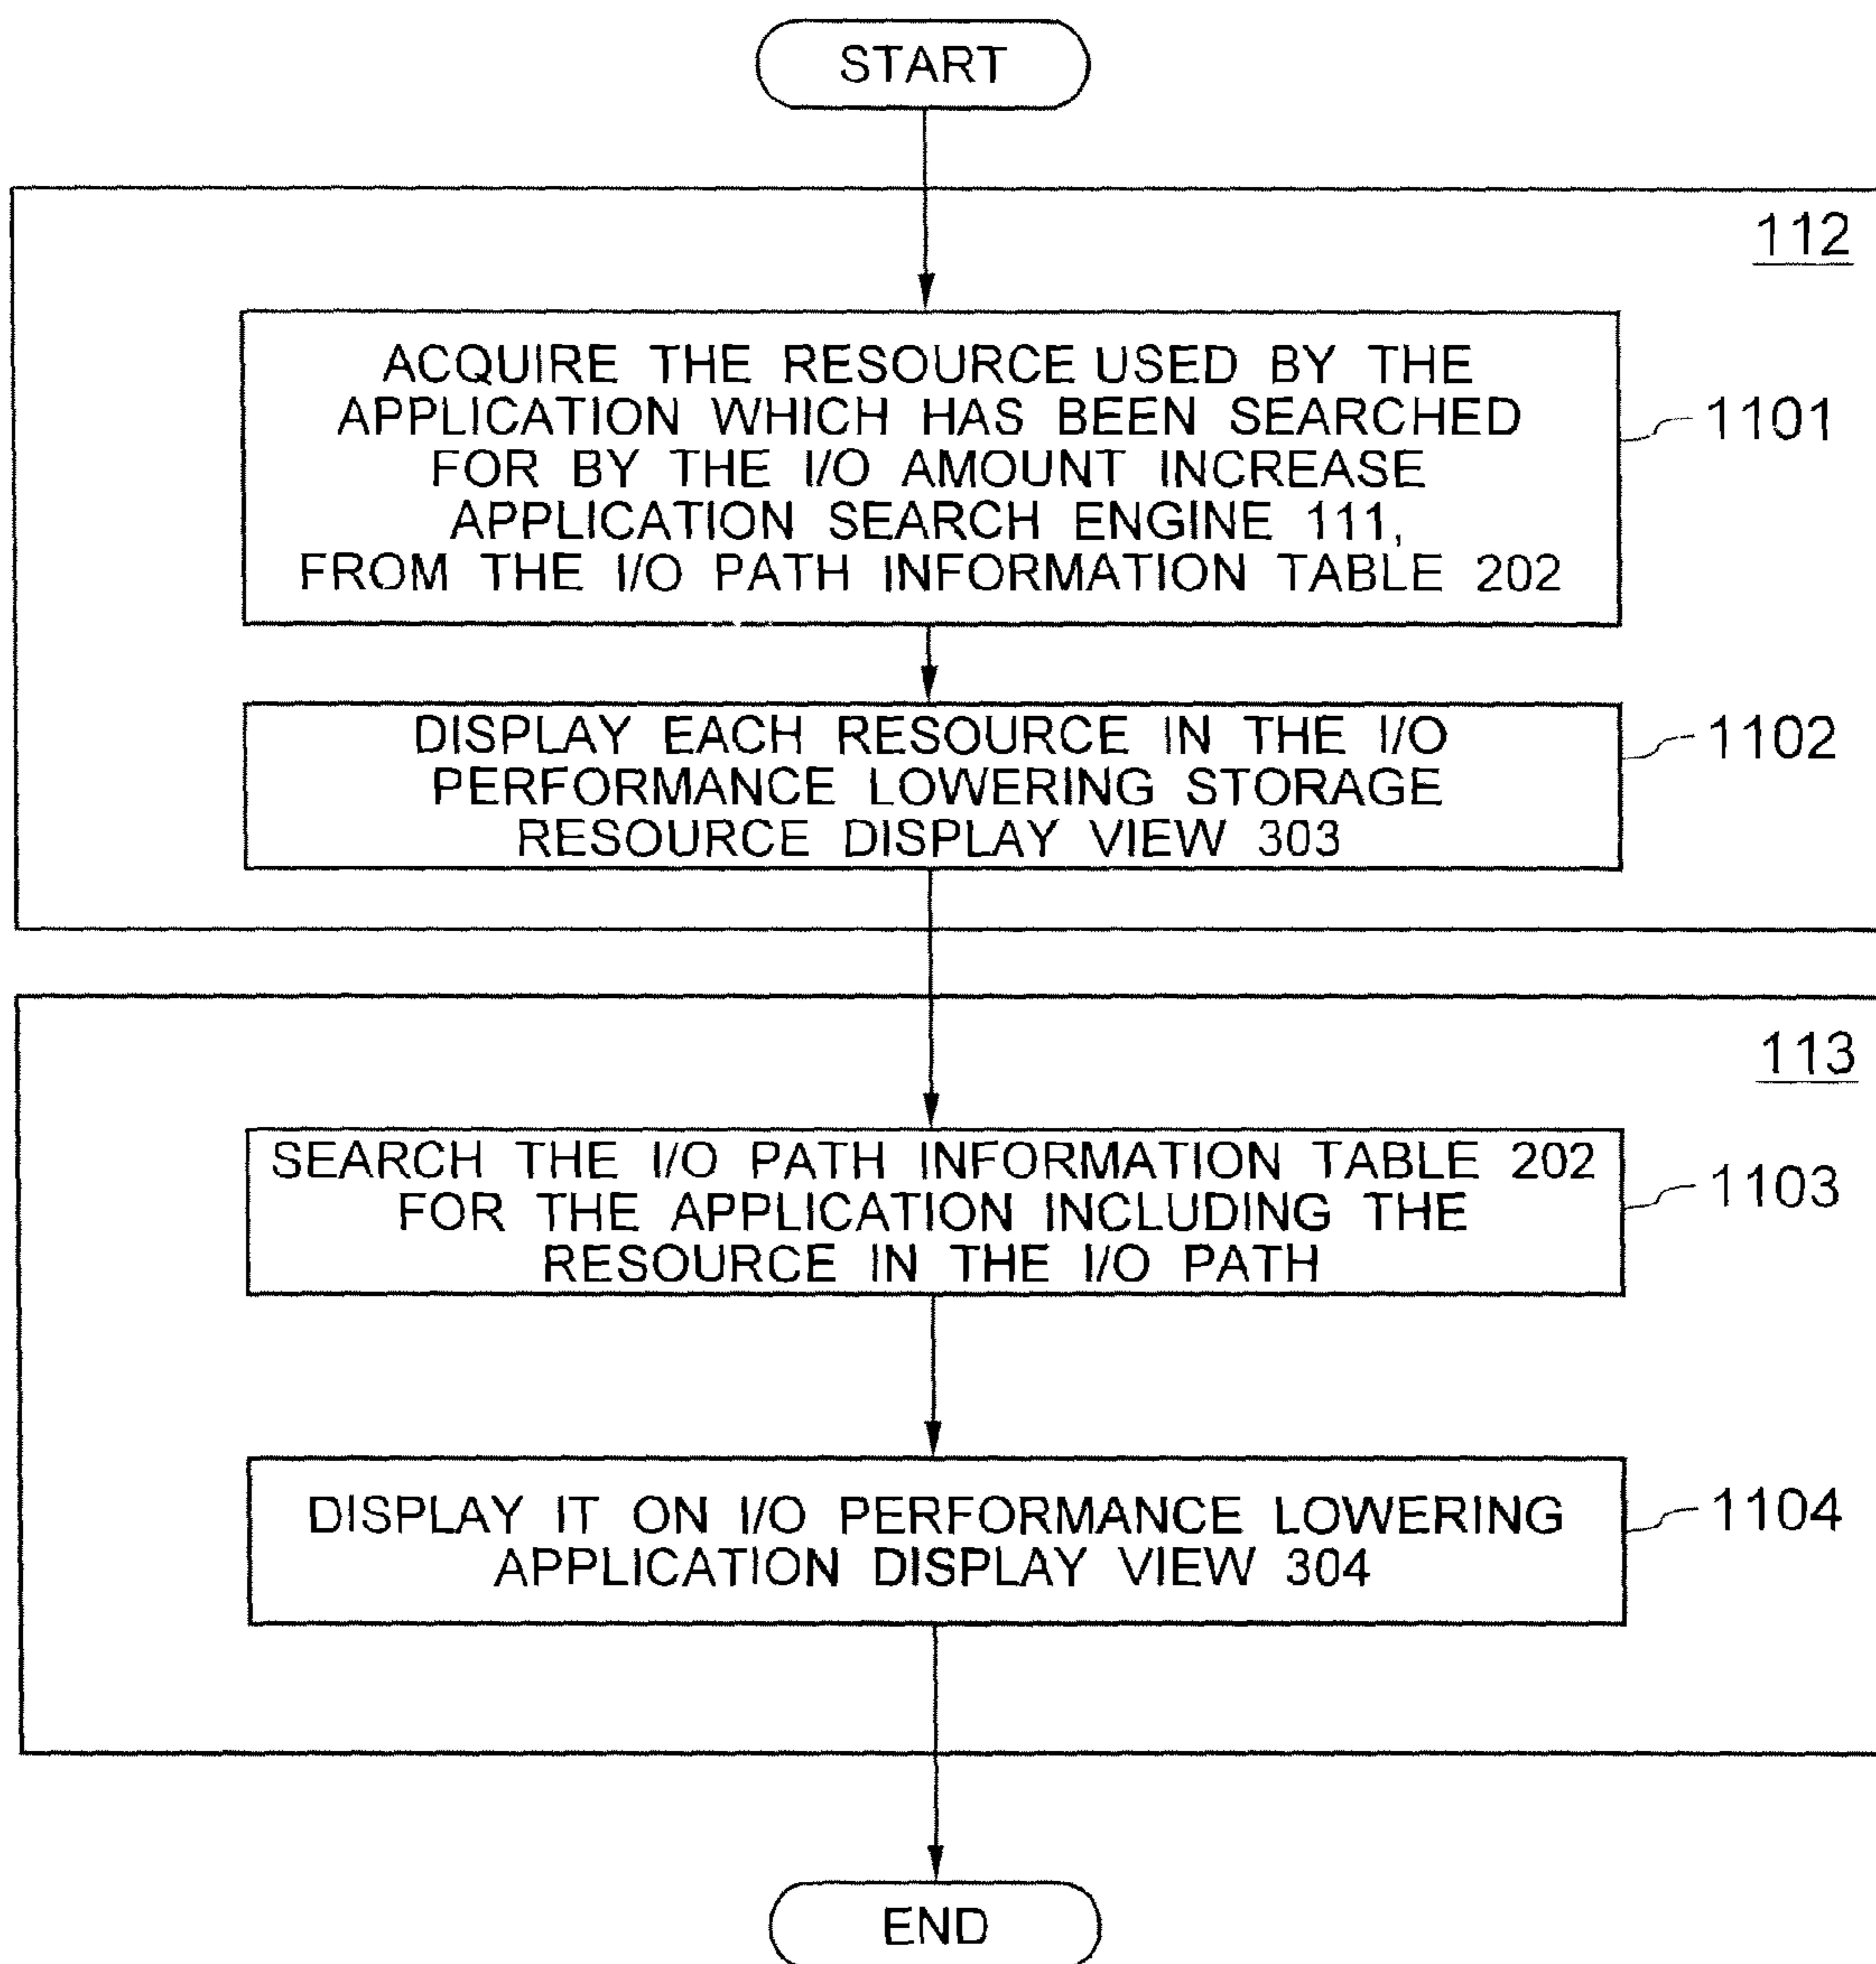 START
112
ACQUIRE THE RESOURCE USED BY THE
APPLICATION WHICH HAS BEEN SEARCHED
FOR BY THE I/O AMOUNT INCREASE
APPLICATION SEARCH ENGINE 111,
FROM THE I/O PATH INFORMATION TABLE 202
1101
DISPLAY EACH RESOURCE IN THE I/O
PERFORMANCE LOWERING STORAGE
RESOURCE DISPLAY VIEW 303
1102
113
SEARCH THE I/O PATH INFORMATION TABLE 202
FOR THE APPLICATION INCLUDING THE
RESOURCE IN THE I/O PATH
1103
DISPLAY IT ON I/O PERFORMANCE LOWERING
APPLICATION DISPLAY VIEW 304
1104
END